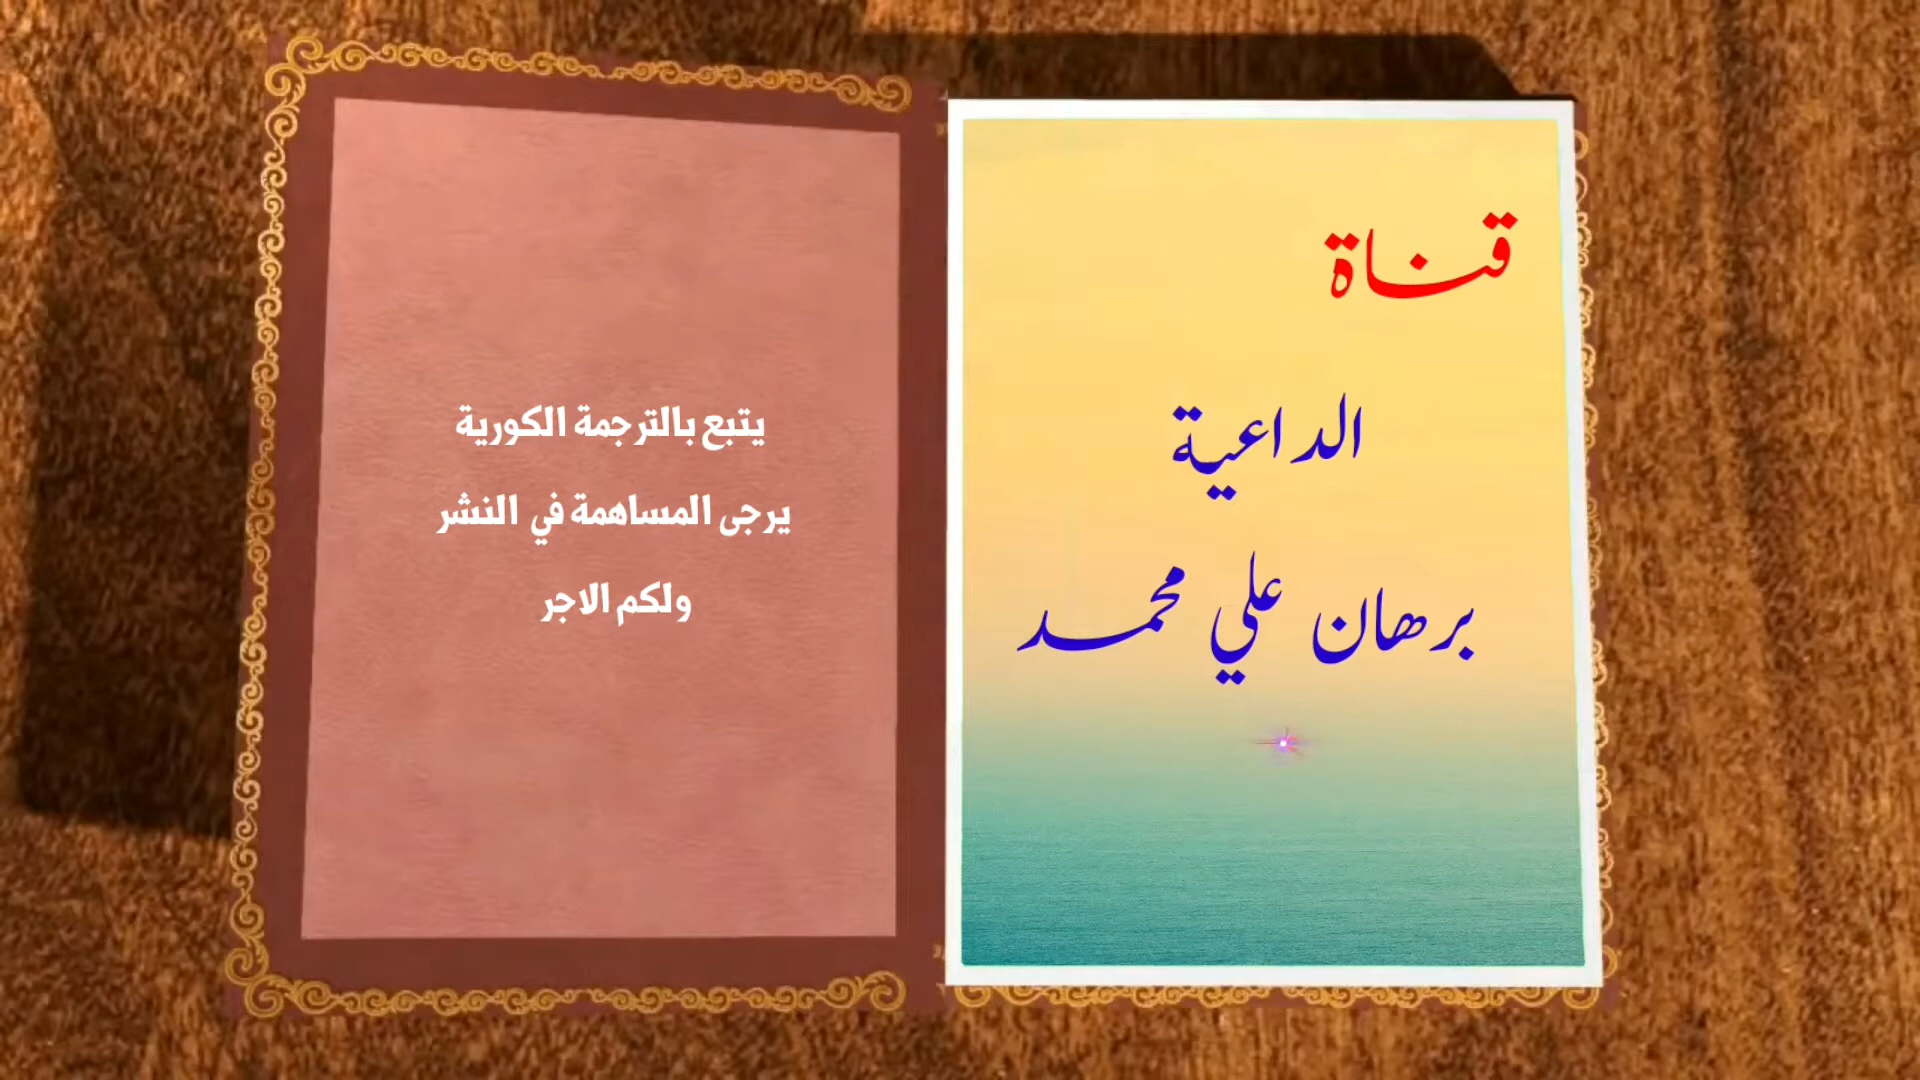 قناة
الداعية
برهان علي محمد
يتبع بالترجمة الكورية
يرجى المساهمة في النشر
ولكم الاجر